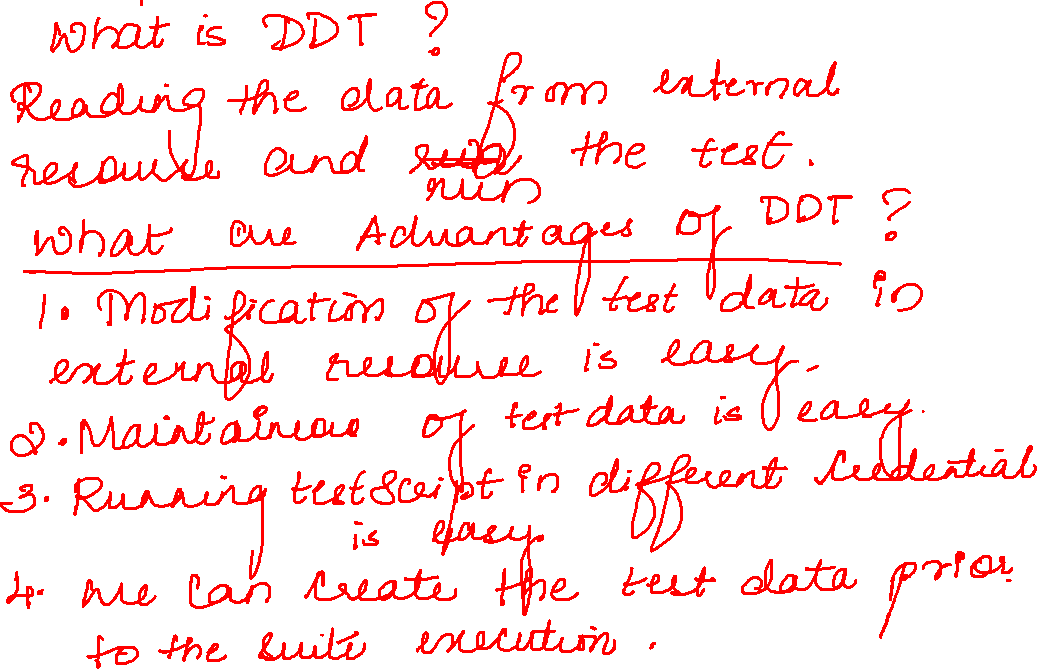 What is DDT ?
Reading the data from external
resource and the test.
run
What are Advantages of DDT ?
1. Modification of the test data in
external resource is easy.
2. Maintainence of test data is easy.
3. Running testScript in different Credential
is easy.
4. we can create the test data prior
to the suite execution.